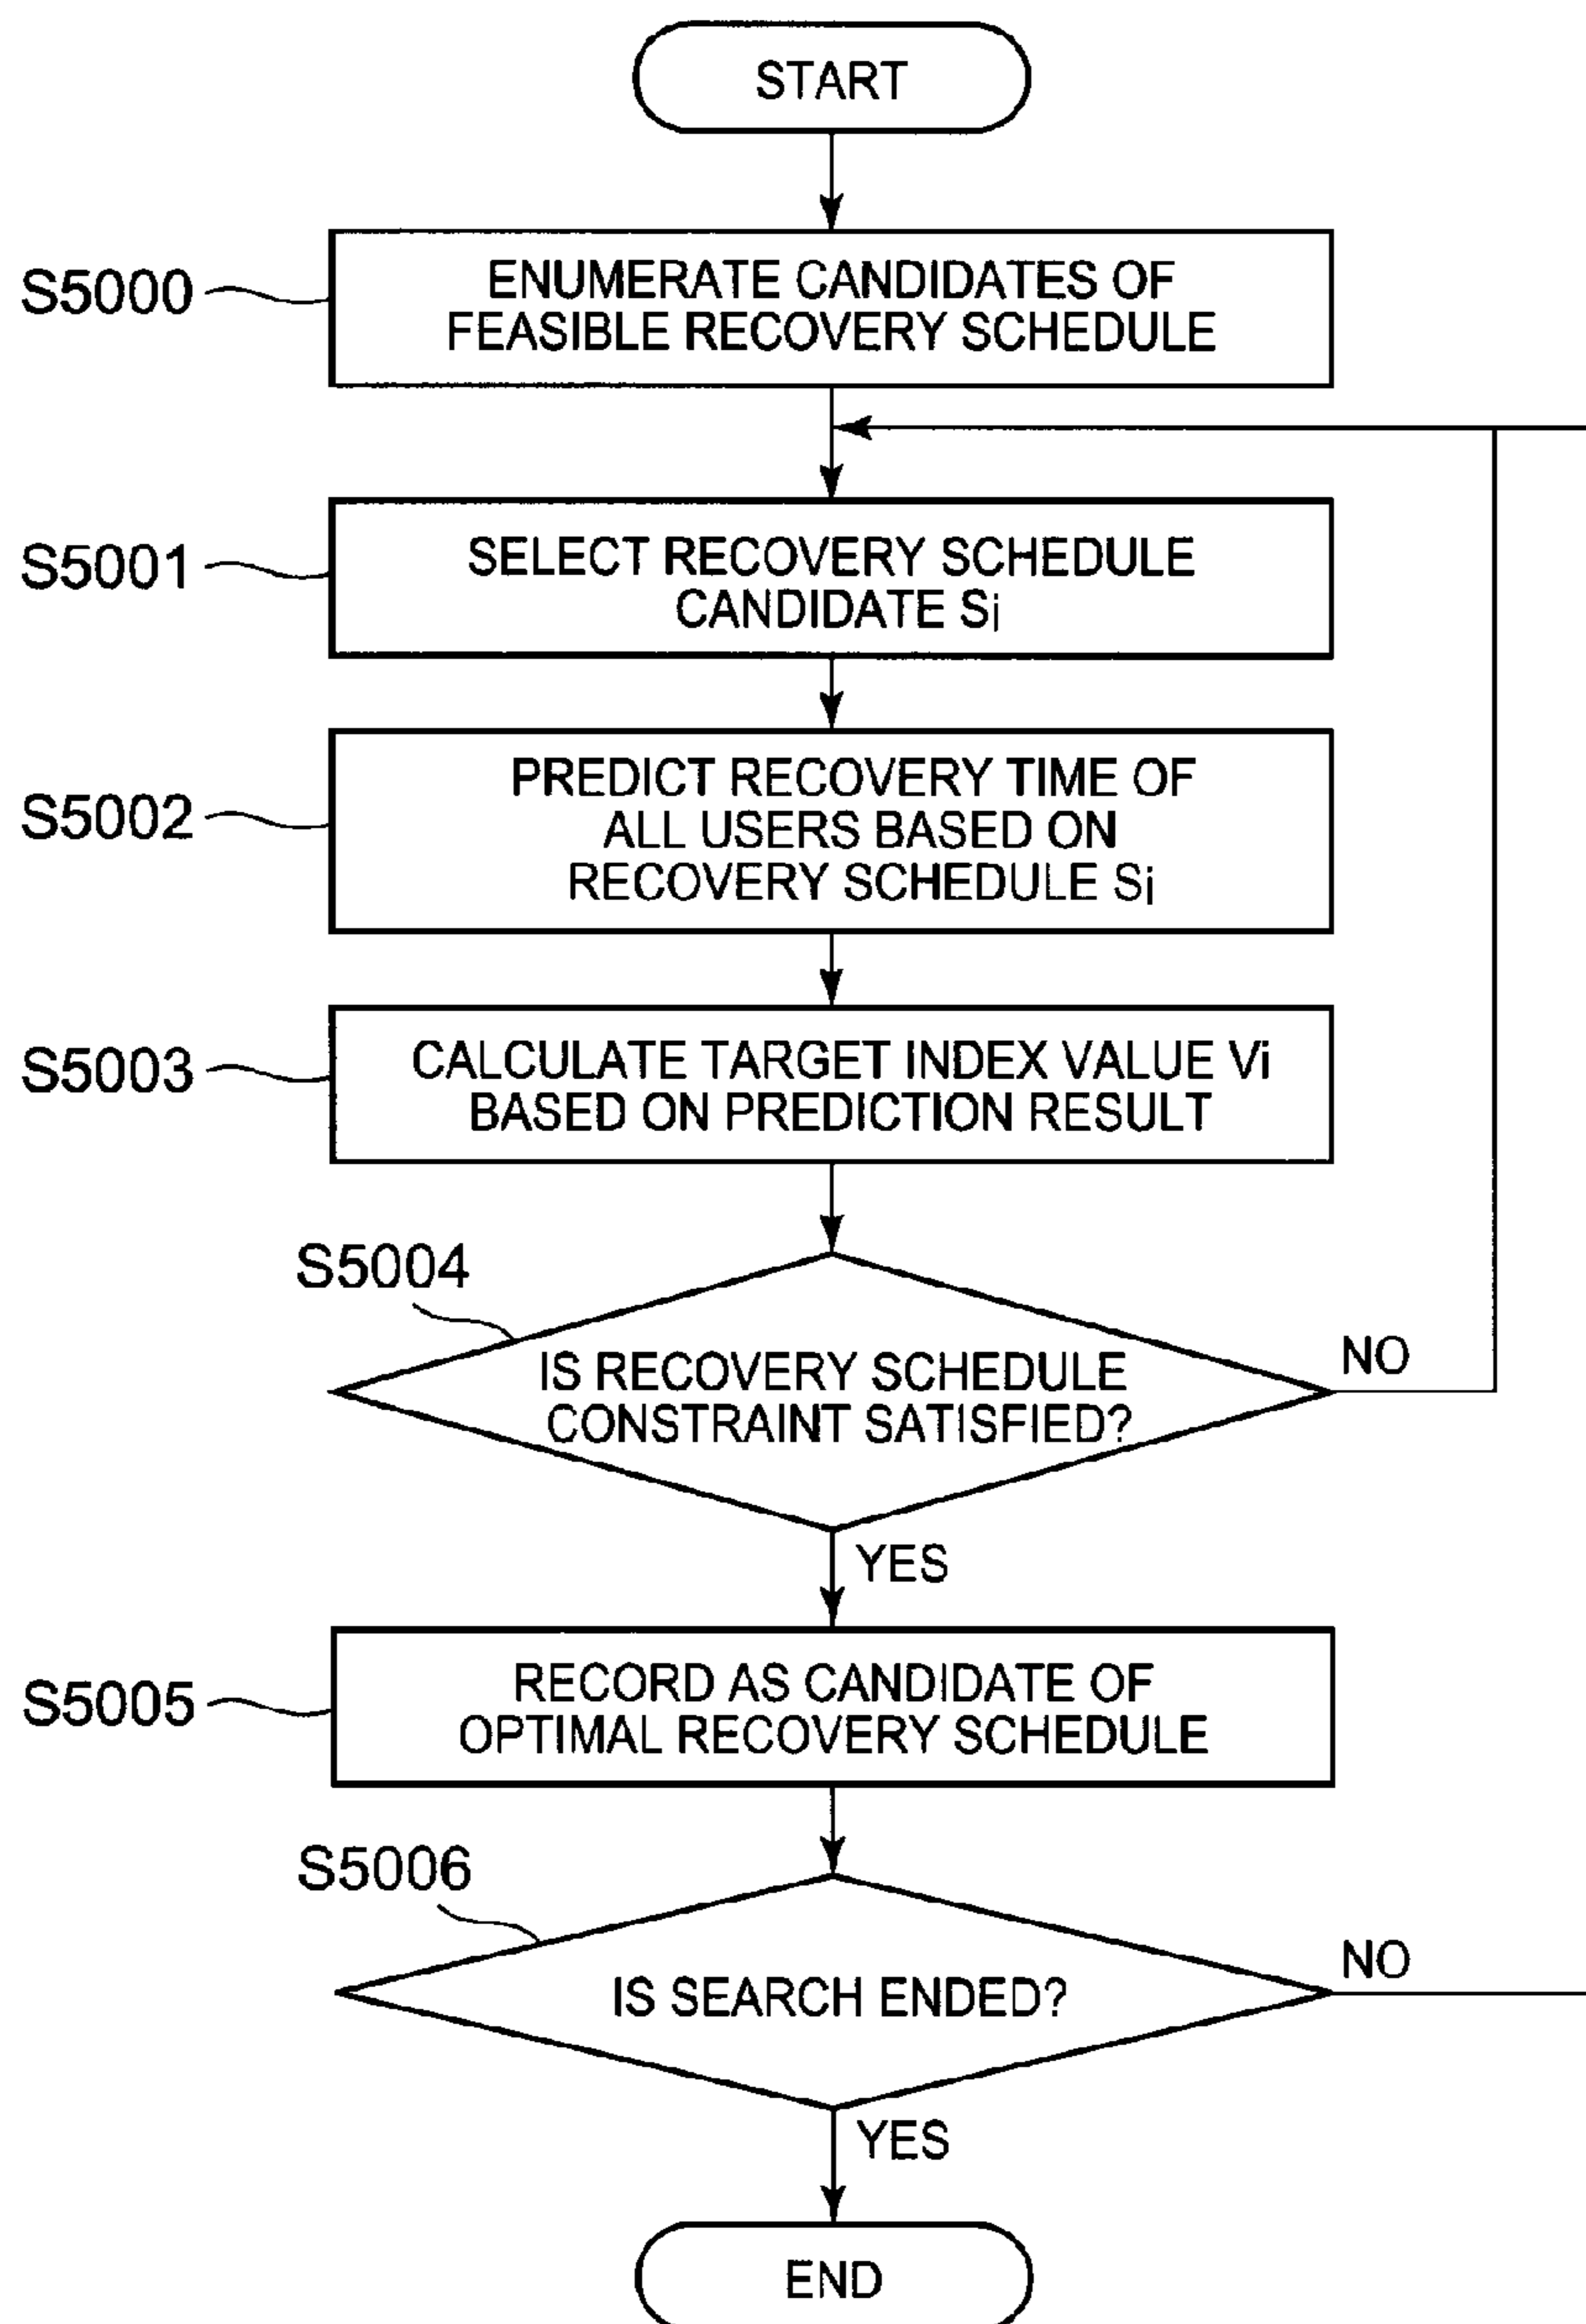 START
S5000
ENUMERATE CANDIDATES OF
FEASIBLE RECOVERY SCHEDULE
S5001
SELECT RECOVERY SCHEDULE
CANDIDATE Si
S5002
PREDICT RECOVERY TIME OF
ALL USERS BASED ON
RECOVERY SCHEDULE Si
S5003
CALCULATE TARGET INDEX VALUE Vi
BASED ON PREDICTION RESULT
S5004
IS RECOVERY SCHEDULE
CONSTRAINT SATISFIED?
NO
YES
S5005
RECORD AS CANDIDATE OF
OPTIMAL RECOVERY SCHEDULE
S5006
IS SEARCH ENDED?
NO
YES
END